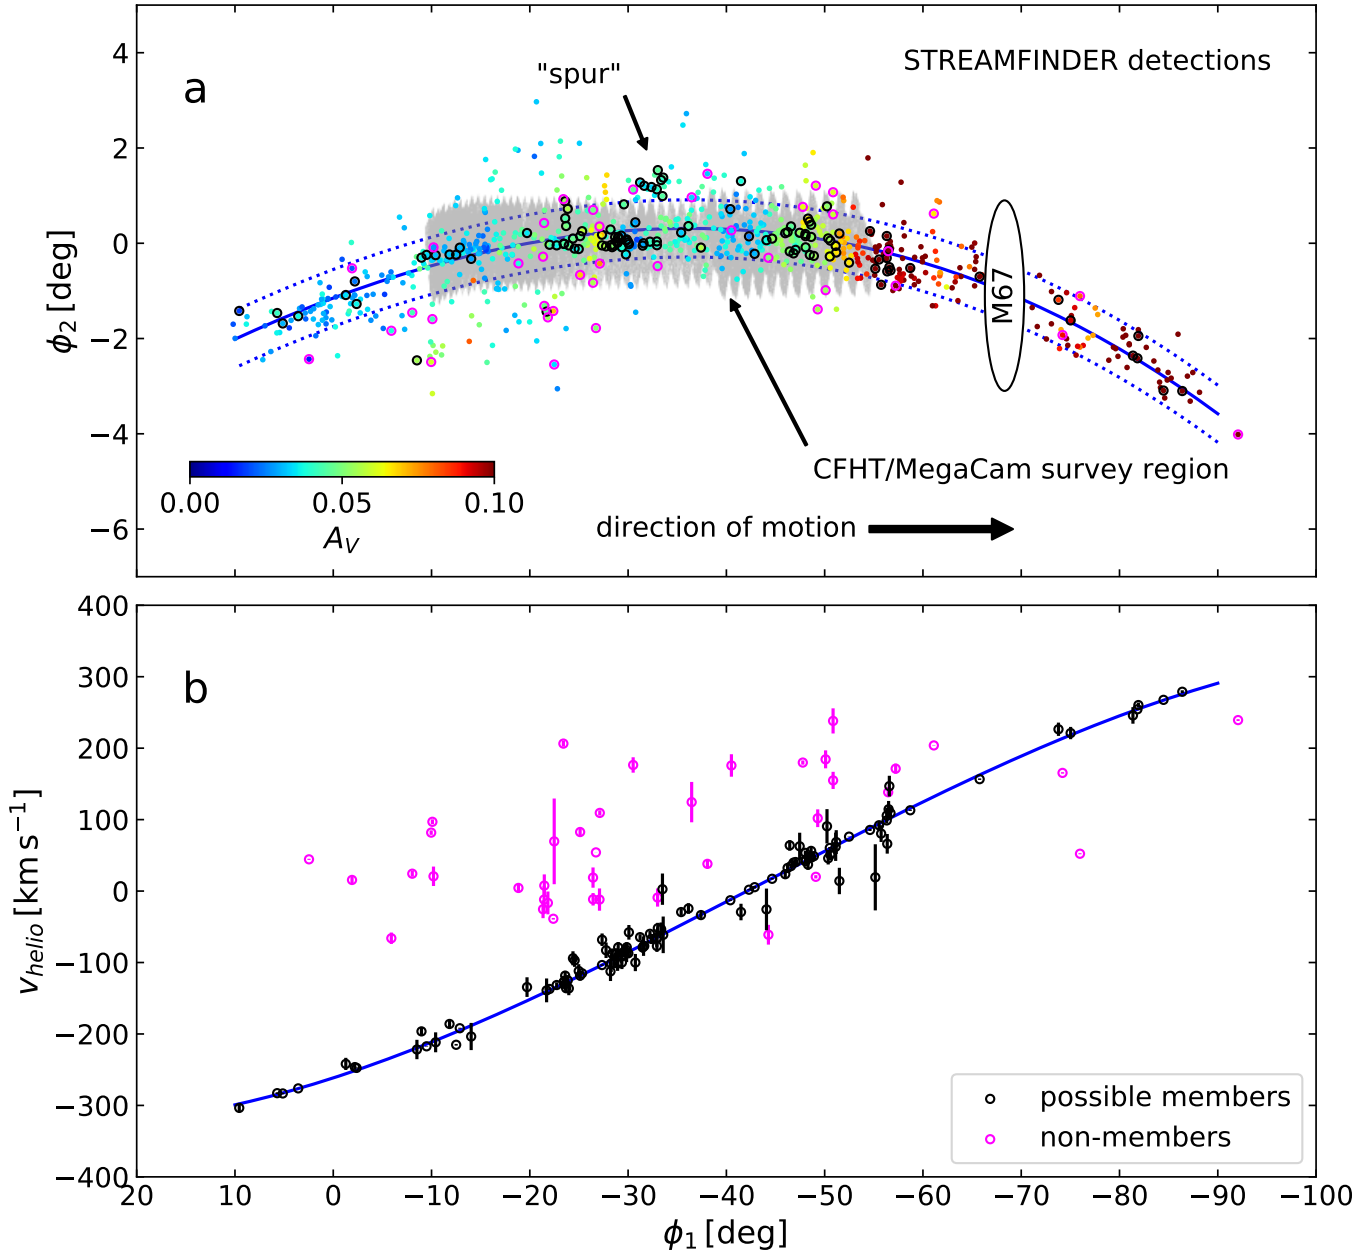 4
2
0
−2
−4
−6
ϕ₂ [deg]
a
"spur"
STREAMFINDER detections
M67
CFHT/MegaCam survey region
direction of motion
0.00 0.05 0.10
A_V
400
300
200
100
0
−100
−200
−300
−400
v_helio [km s⁻¹]
b
possible members
non-members
20 10 0 −10 −20 −30 −40 −50 −60 −70 −80 −90 −100
ϕ₁ [deg]